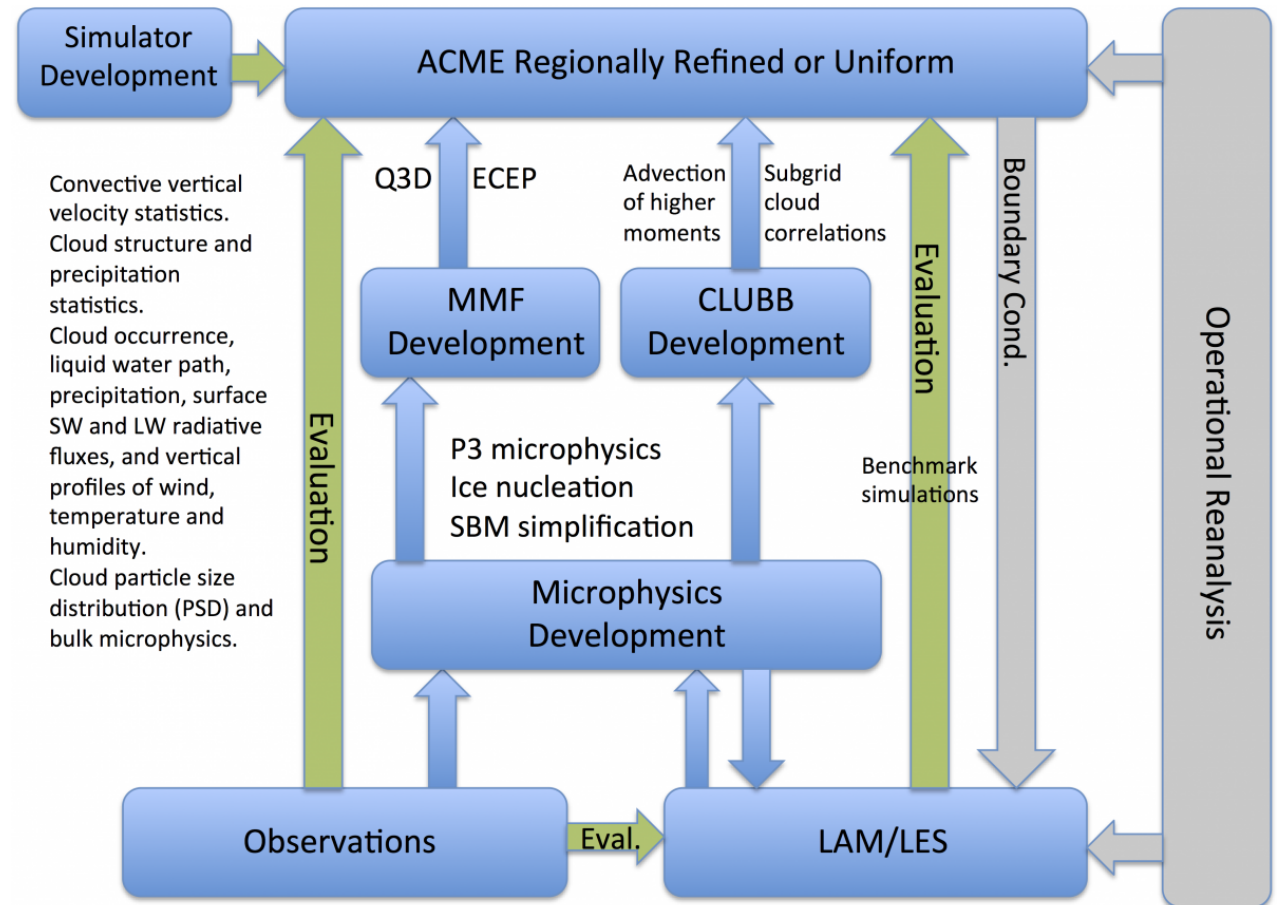 Simulator
Development
ACME Regionally Refined or Uniform
Convective vertical
velocity statistics.
Cloud structure and
precipitation
statistics.
Cloud occurrence,
liquid water path,
precipitation, surface
SW and LW radiative
fluxes, and vertical
profiles of wind,
temperature and
humidity.
Cloud particle size
distribution (PSD) and
bulk microphysics.
Evaluation
Q3D
ECEP
Advection
of higher
moments
Subgrid
cloud
correlations
MMF
Development
CLUBB
Development
P3 microphysics
Ice nucleation
SBM simplification
Evaluation
Benchmark
simulations
Boundary Cond.
Operational Reanalysis
Microphysics
Development
Observations
Eval.
LAM/LES